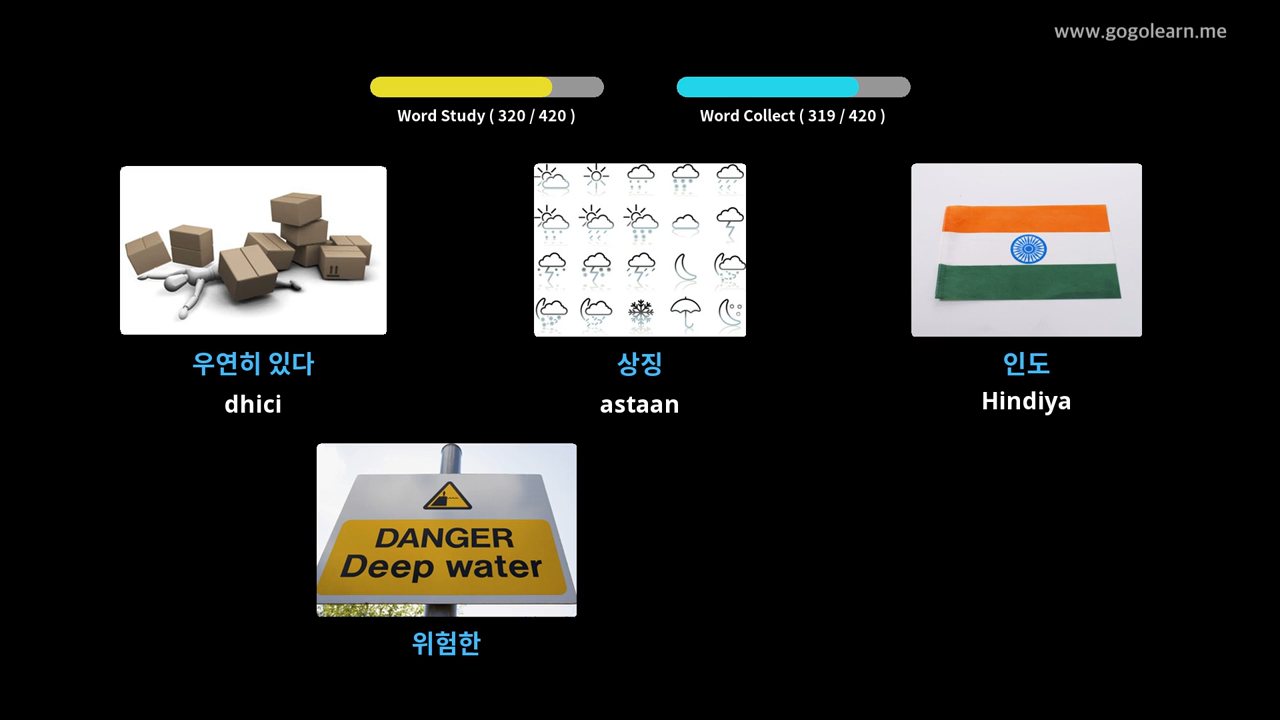 www.gogolearn.me
Word Study ( 320 / 420 )
Word Collect ( 319 / 420 )
우연히 있다
dhici
상징
astaan
인도
Hindiya
DANGER
Deep water
위험한